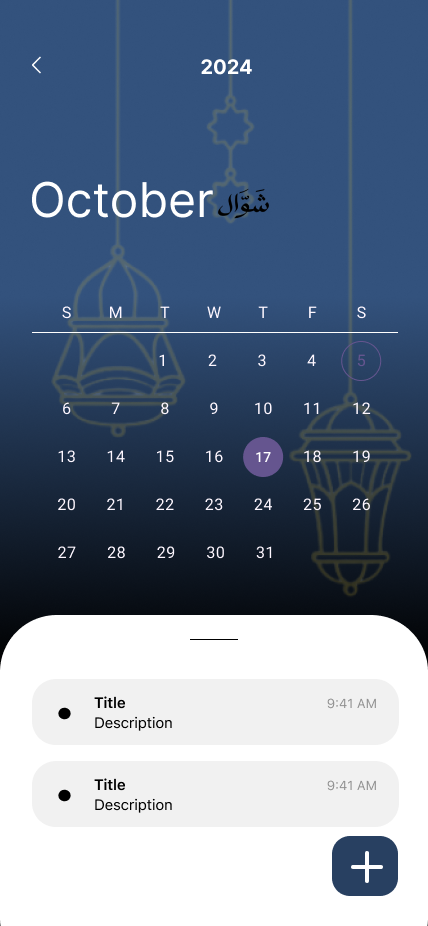 2024
October شَوَّال
S M T W T F S
1 2 3 4 5
6 7 8 9 10 11 12
13 14 15 16 17 18 19
20 21 22 23 24 25 26
27 28 29 30 31
Title 9:41 AM
Description
Title 9:41 AM
Description